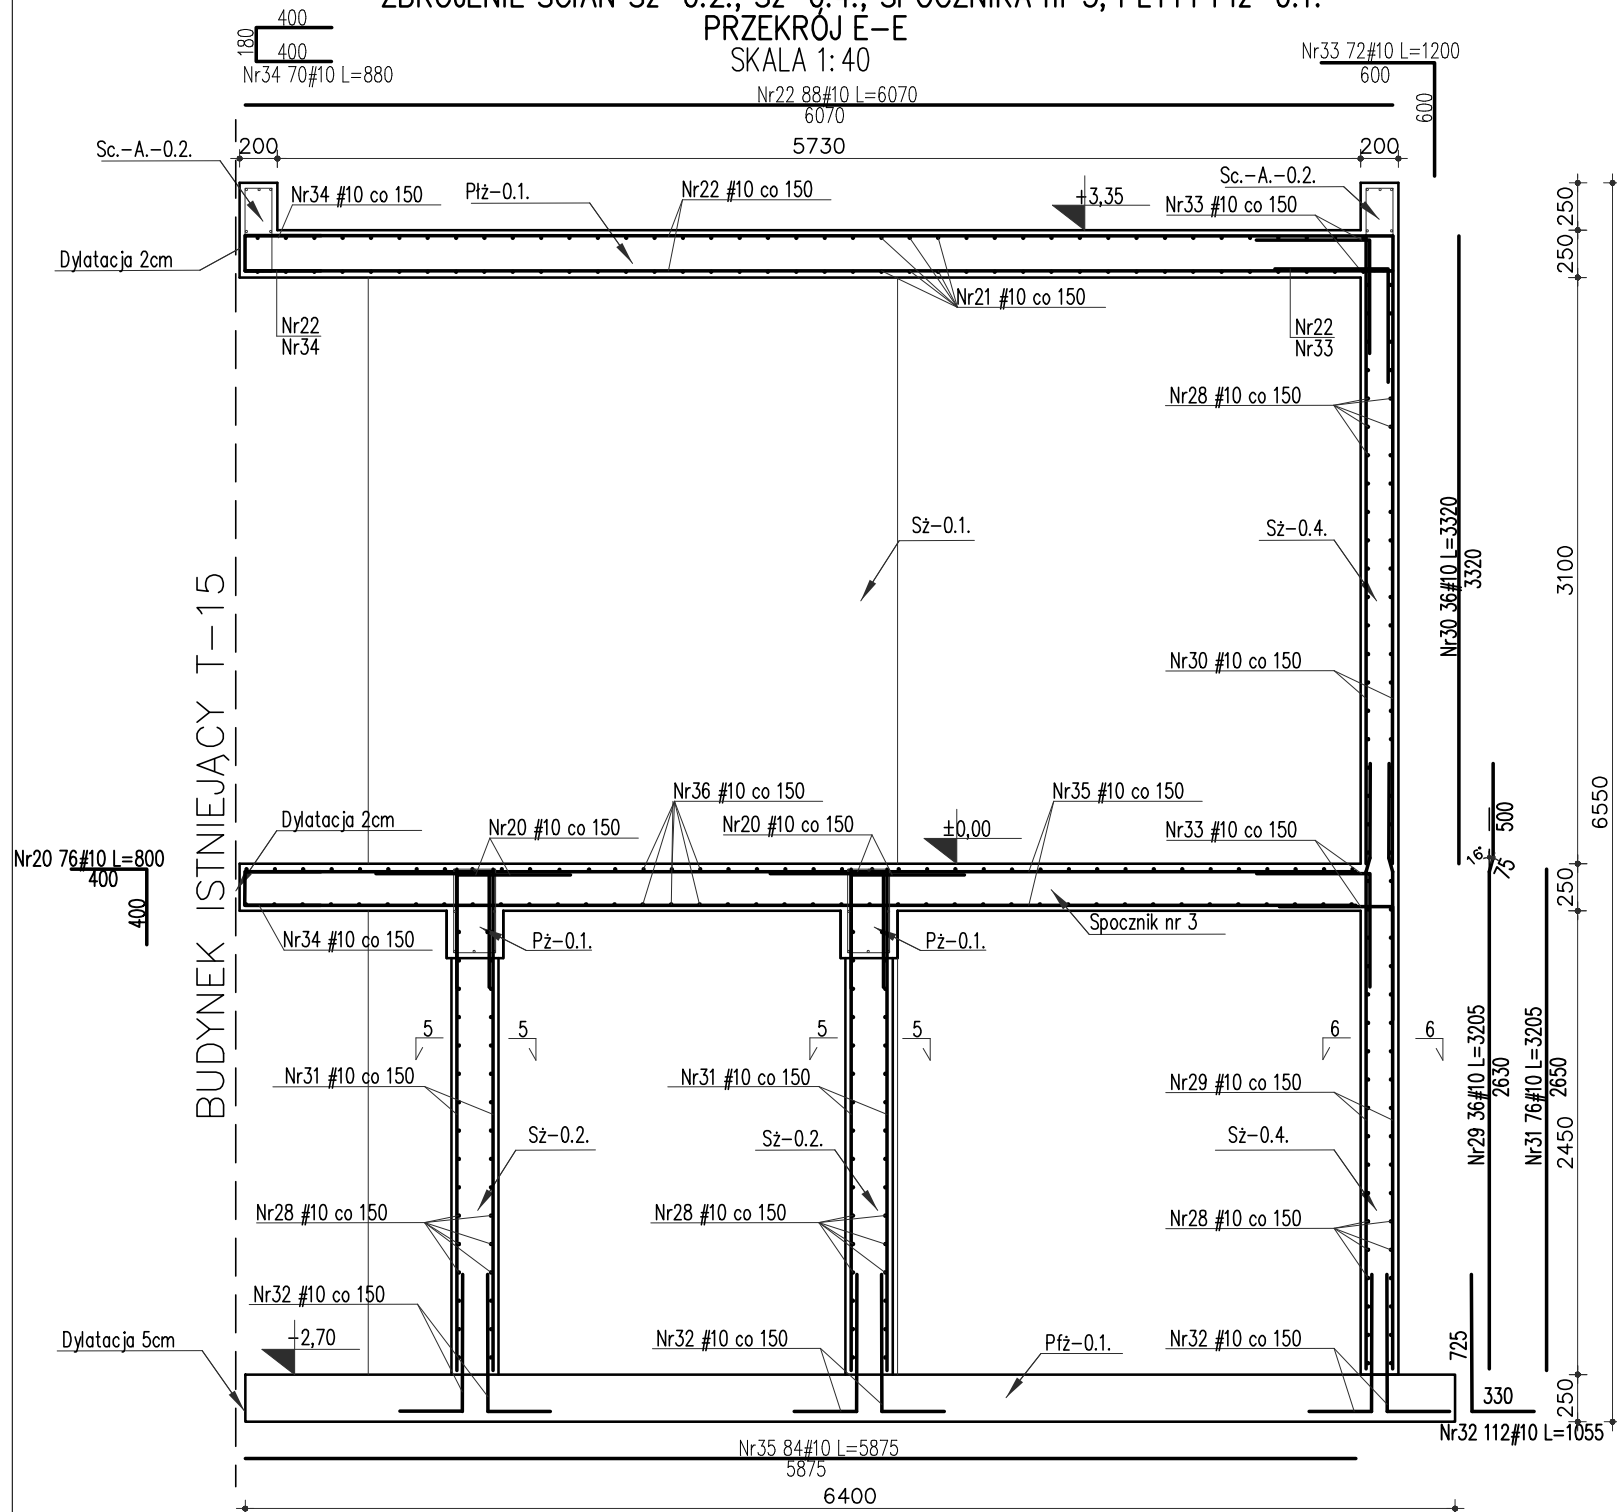 PRZEKRÓJ E-E
SKALA 1:40
400
180
400
Nr34 70#10 L=880
Nr33 72#10 L=1200
600
600
Nr22 88#10 L=6070
6070
200
5730
200
Sc.-A.-0.2.
Nr34 #10 co 150
Płż-0.1.
Nr22 #10 co 150
+3,35
Sc.-A.-0.2.
Nr33 #10 co 150
250
250
Dylatacja 2cm
Nr21 #10 co 150
Nr22
Nr34
Nr22
Nr33
Nr28 #10 co 150
Sż-0.1.
Sż-0.4.
Nr30 36#10 L=3320
3320
3100
6550
BUDYNEK ISTNIEJĄCY T-15
Nr30 #10 co 150
Nr36 #10 co 150
Nr35 #10 co 150
Dylatacja 2cm
Nr20 #10 co 150
Nr20 #10 co 150
±0,00
Nr33 #10 co 150
500
16°
75
Nr20 76#10 L=800
400
400
250
Nr34 #10 co 150
Pż-0.1.
Pż-0.1.
Spocznik nr 3
5
5
5
5
6
6
Nr31 #10 co 150
Nr31 #10 co 150
Nr29 #10 co 150
Nr29 36#10 L=3205
2630
Nr31 76#10 L=3205
2650
2450
Sż-0.2.
Sż-0.2.
Sż-0.4.
Nr28 #10 co 150
Nr28 #10 co 150
Nr28 #10 co 150
Nr32 #10 co 150
Dylatacja 5cm
-2,70
Nr32 #10 co 150
Pfż-0.1.
Nr32 #10 co 150
725
330
250
Nr32 112#10 L=1055
Nr35 84#10 L=5875
5875
6400